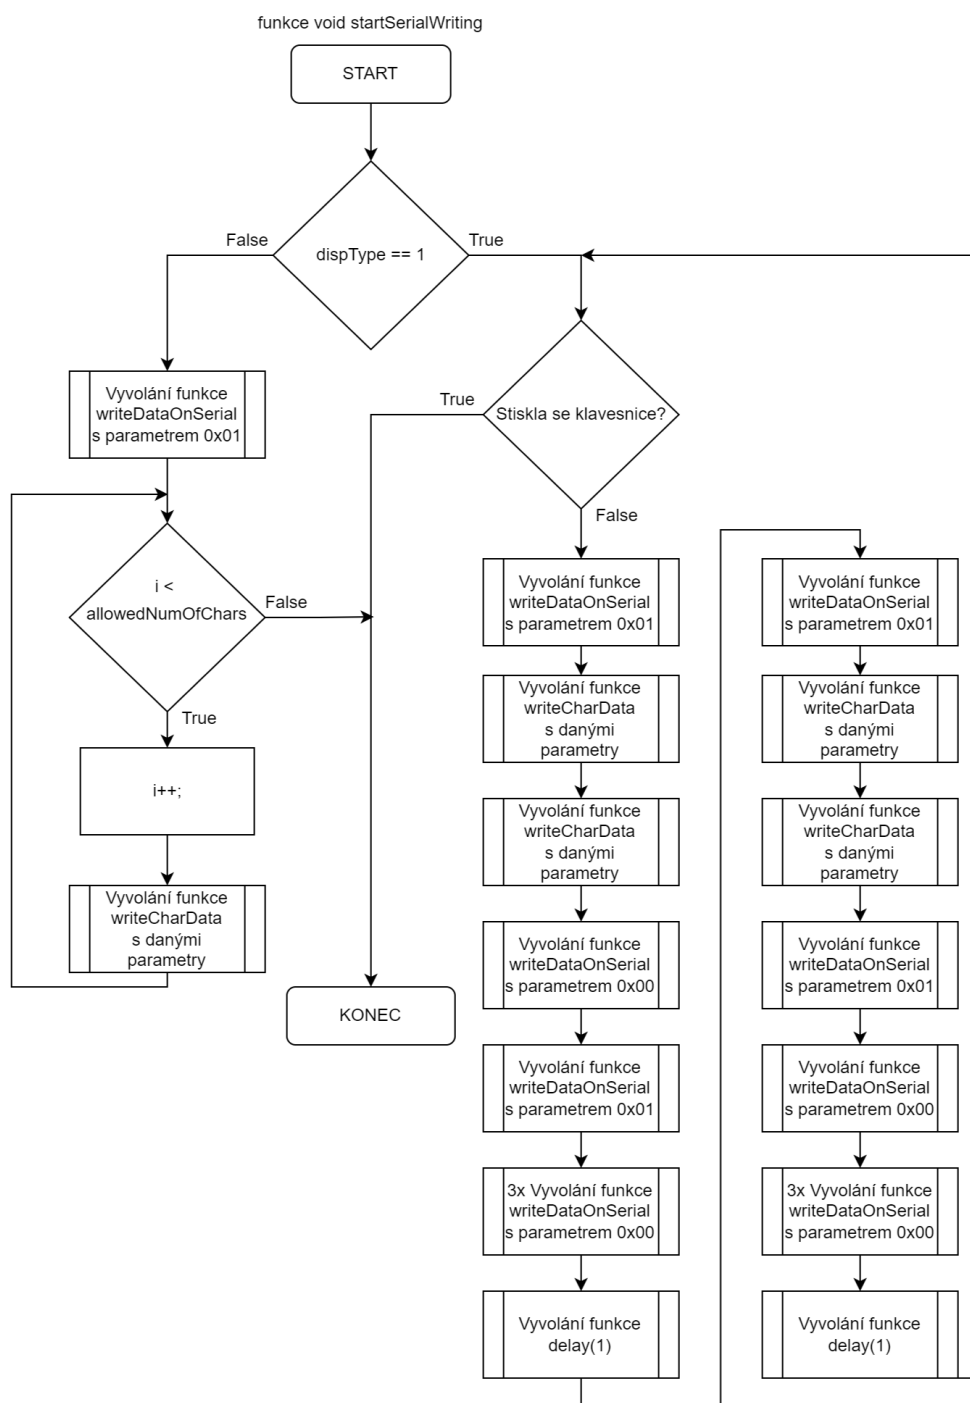 funkce void startSerialWriting
START
dispType == 1
False
True
Vyvolání funkce
writeDataOnSerial
s parametrem 0x01
i <
allowedNumOfChars
False
True
i++;
Vyvolání funkce
writeCharData
s danými
parametry
Stiskla se klavesnice?
True
False
KONEC
Vyvolání funkce
writeDataOnSerial
s parametrem 0x01
Vyvolání funkce
writeCharData
s danými
parametry
Vyvolání funkce
writeCharData
s danými
parametry
Vyvolání funkce
writeDataOnSerial
s parametrem 0x00
Vyvolání funkce
writeDataOnSerial
s parametrem 0x01
3x Vyvolání funkce
writeDataOnSerial
s parametrem 0x00
Vyvolání funkce
delay(1)
Vyvolání funkce
writeDataOnSerial
s parametrem 0x01
Vyvolání funkce
writeCharData
s danými
parametry
Vyvolání funkce
writeCharData
s danými
parametry
Vyvolání funkce
writeDataOnSerial
s parametrem 0x01
Vyvolání funkce
writeDataOnSerial
s parametrem 0x00
3x Vyvolání funkce
writeDataOnSerial
s parametrem 0x00
Vyvolání funkce
delay(1)